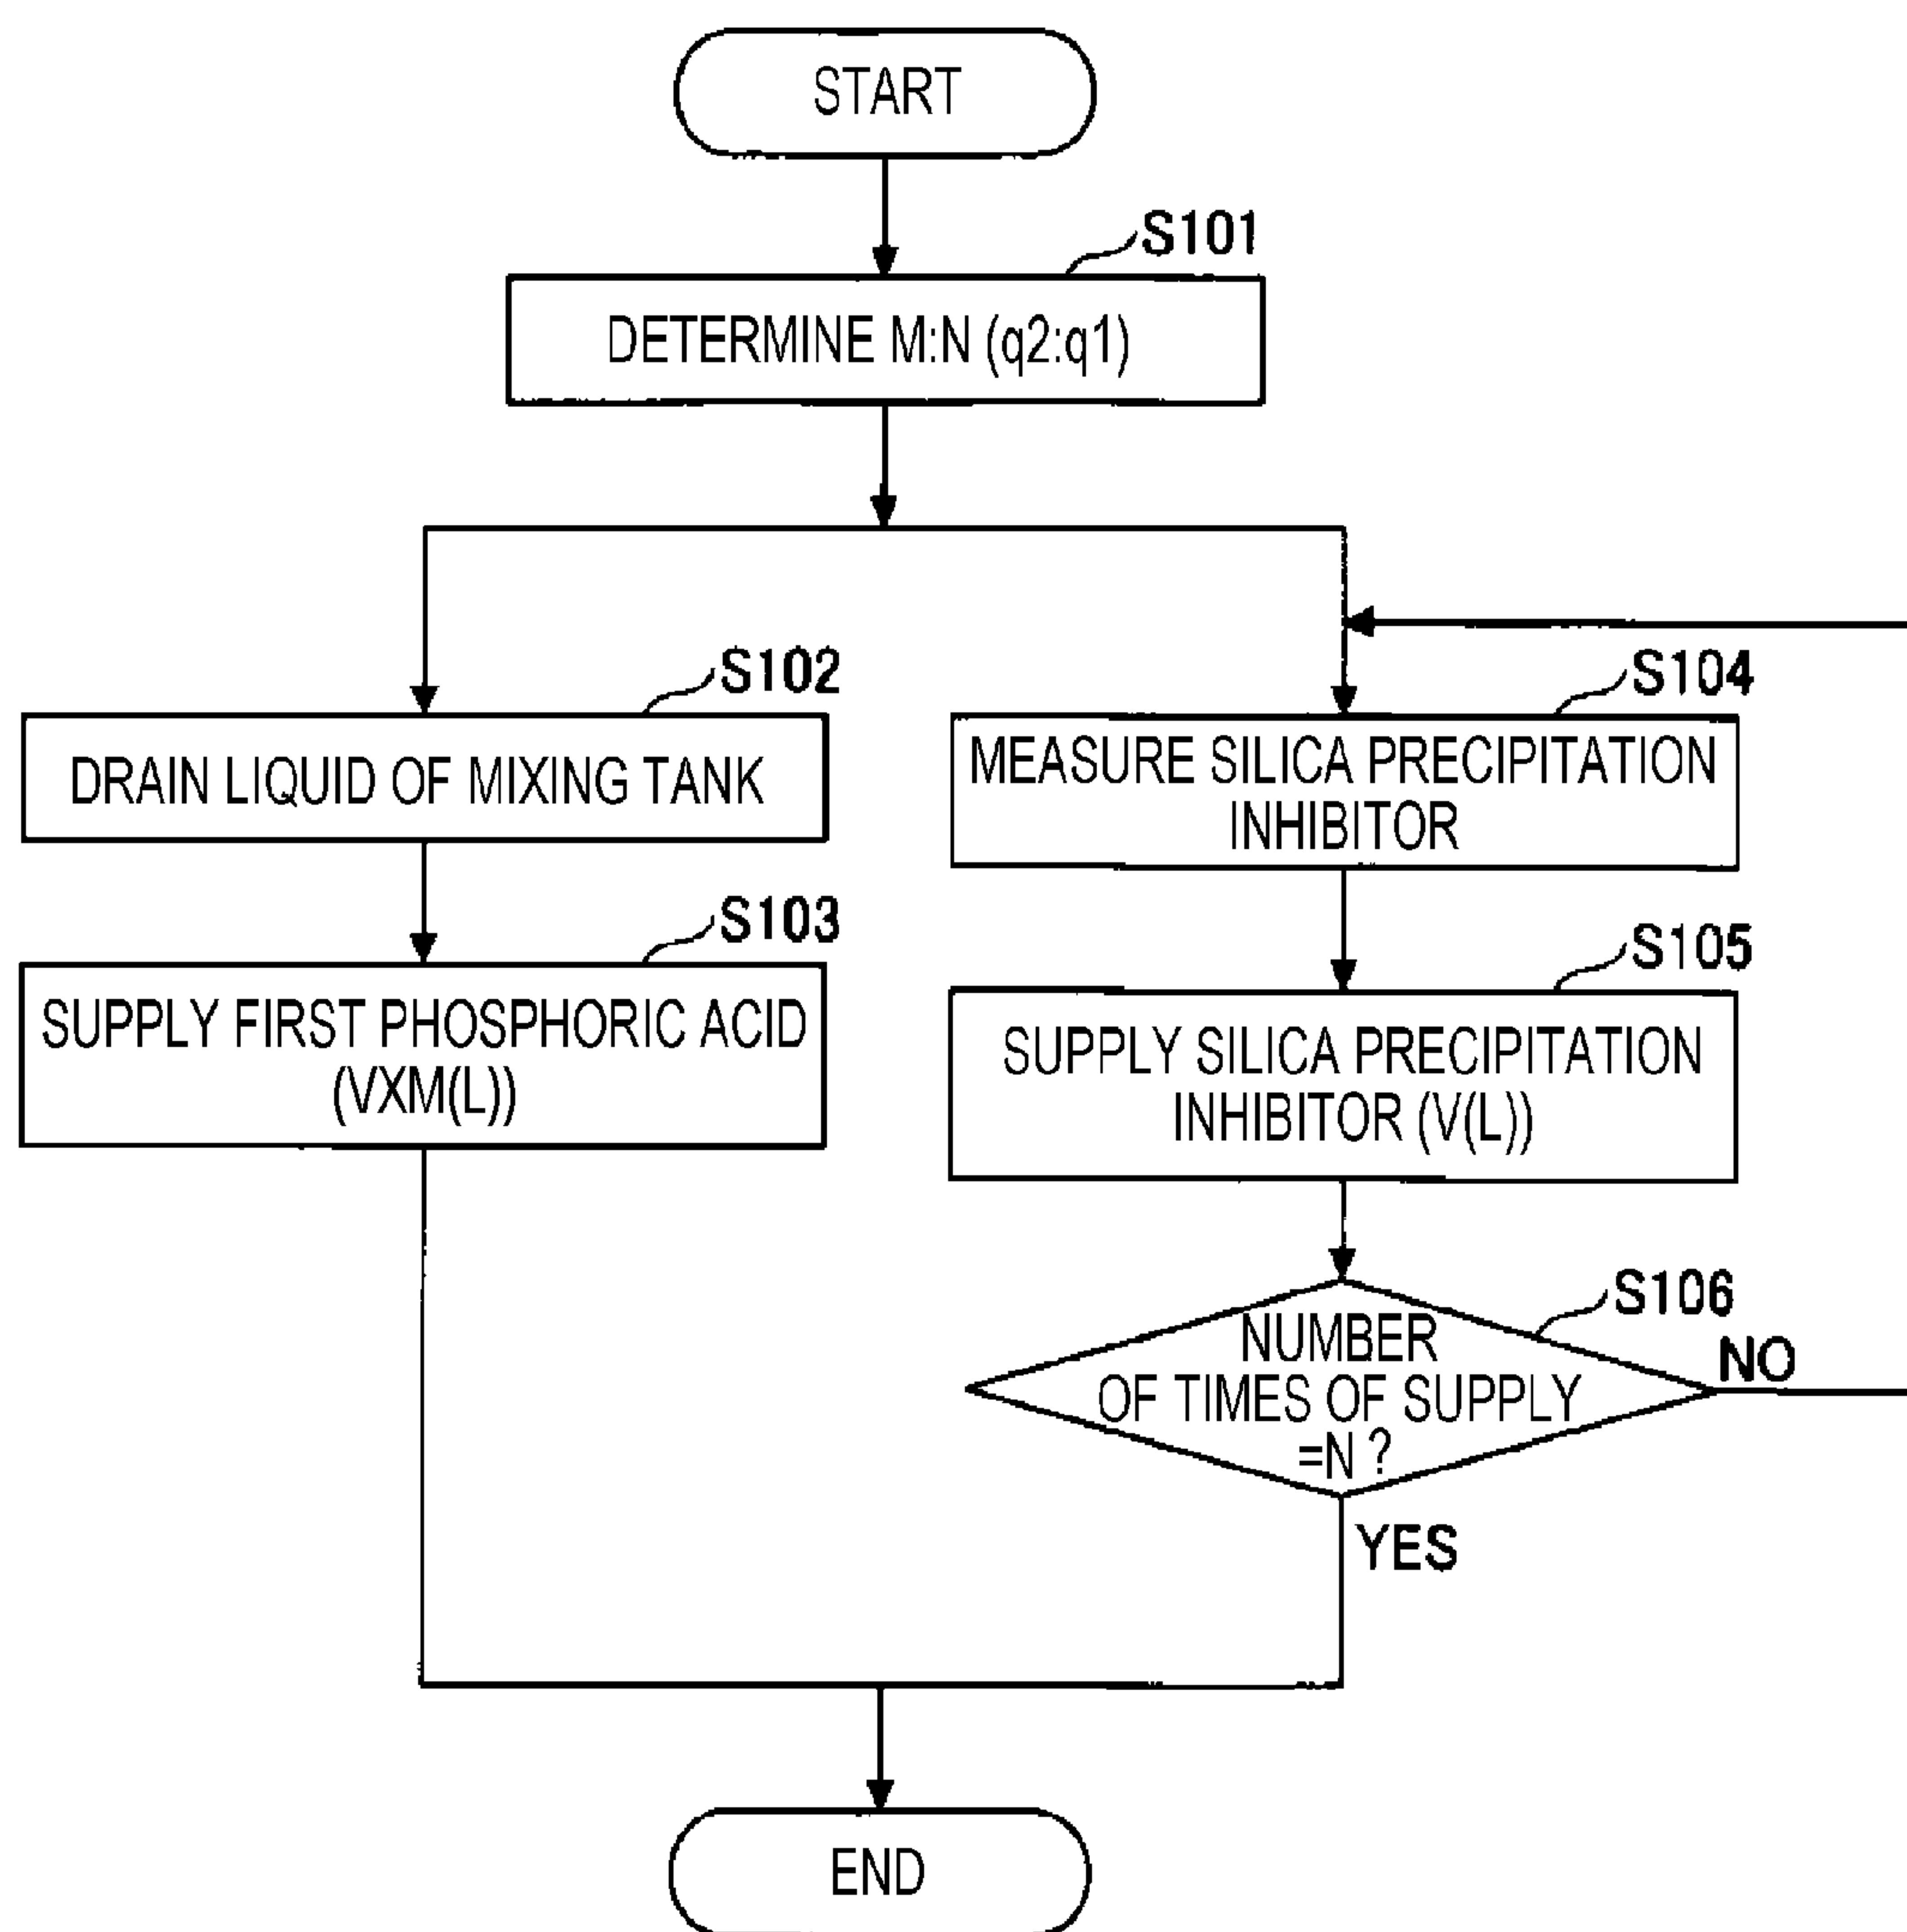 START
S101
DETERMINE M:N (q2:q1)
S102
DRAIN LIQUID OF MIXING TANK
S103
SUPPLY FIRST PHOSPHORIC ACID
(VXM(L))
S104
MEASURE SILICA PRECIPITATION
INHIBITOR
S105
SUPPLY SILICA PRECIPITATION
INHIBITOR (V(L))
S106
NUMBER
OF TIMES OF SUPPLY
=N ?
NO
YES
END